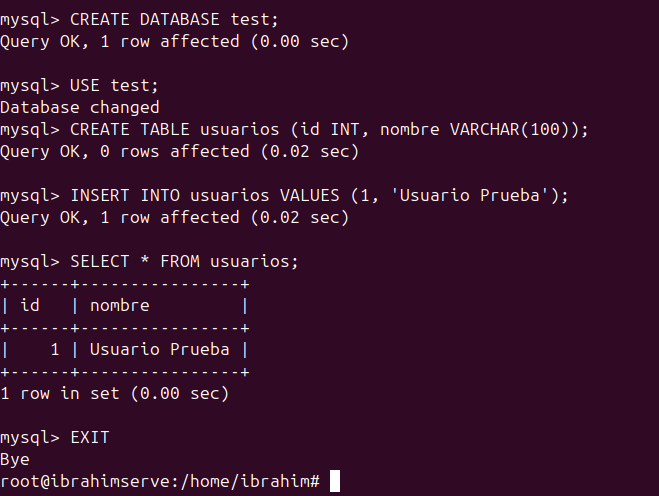 mysql> CREATE DATABASE test;
Query OK, 1 row affected (0.00 sec)

mysql> USE test;
Database changed
mysql> CREATE TABLE usuarios (id INT, nombre VARCHAR(100));
Query OK, 0 rows affected (0.02 sec)

mysql> INSERT INTO usuarios VALUES (1, 'Usuario Prueba');
Query OK, 1 row affected (0.02 sec)

mysql> SELECT * FROM usuarios;
+------+----------------+
| id   | nombre         |
+------+----------------+
|    1 | Usuario Prueba |
+------+----------------+
1 row in set (0.00 sec)

mysql> EXIT
Bye
root@ibrahimserve:/home/ibrahim#